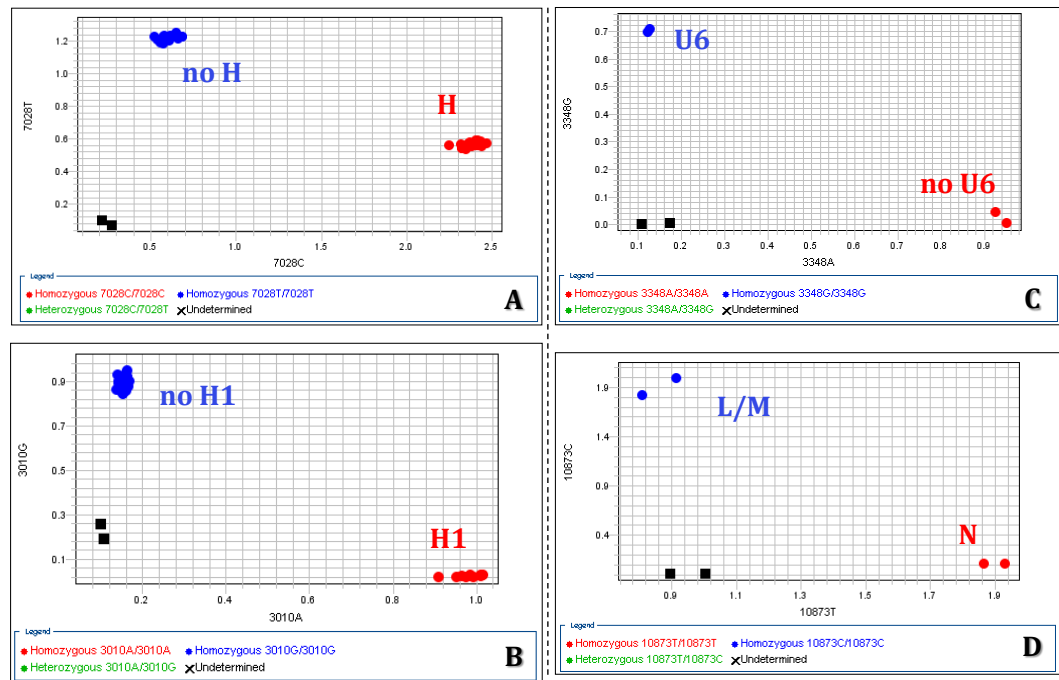 1.2
1.0
0.8
0.6
0.4
0.2
7028T
no H
H
0.5 1.0 1.5 2.0 2.5
7028C
Legend
Homozygous 7028C/7028C Homozygous 7028T/7028T
Heterozygous 7028C/7028T Undetermined
A
0.9
0.7
0.5
0.3
0.1
3010G
no H1
H1
0.2 0.4 0.6 0.8 1.0
3010A
Legend
Homozygous 3010A/3010A Homozygous 3010G/3010G
Heterozygous 3010A/3010G Undetermined
B
0.7
0.6
0.5
0.4
0.3
0.2
0.1
0.0
3348G
U6
no U6
0.1 0.2 0.3 0.4 0.5 0.6 0.7 0.8 0.9
3348A
Legend
Homozygous 3348A/3348A Homozygous 3348G/3348G
Heterozygous 3348A/3348G Undetermined
C
1.9
1.4
0.9
0.4
10873C
L/M
N
0.9 1.1 1.3 1.5 1.7 1.9
10873T
Legend
Homozygous 10873T/10873T Homozygous 10873C/10873C
Heterozygous 10873T/10873C Undetermined
D